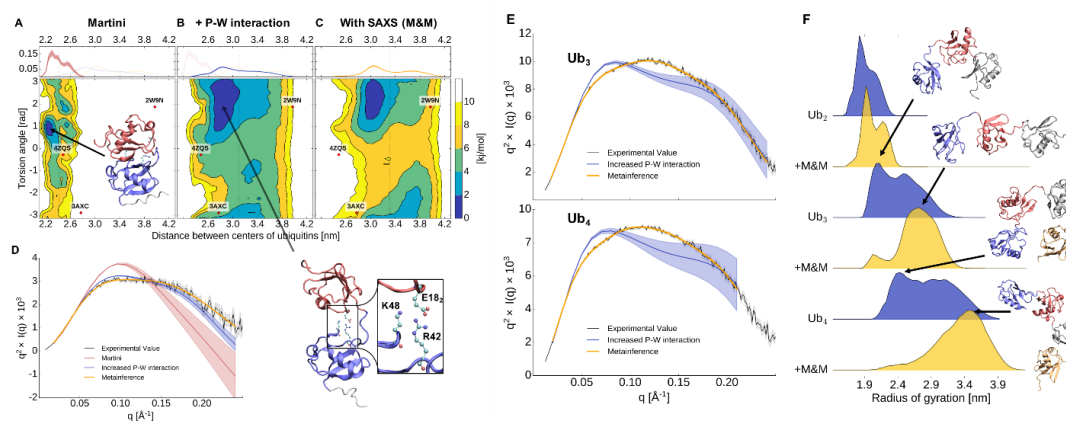 A Martini
B + P-W interaction
C With SAXS (M&M)
2.2 2.6 3.0 3.4 3.8 4.2
2.6 3.0 3.4 3.8 4.2
2.6 3.0 3.4 3.8 4.2
0.15
0.05
Torsion angle [rad]
3
2
1
0
-1
-2
-3
2W9N
4ZQS
3AXC
2W9N
4ZQS
3AXC
2W9N
4ZQS
3AXC
2.2 2.6 3.0 3.4 3.8 4.2
2.6 3.0 3.4 3.8 4.2
2.6 3.0 3.4 3.8 4.2
Distance between centers of ubiquitins [nm]
10
8
6
4
2
0
[kJ/mol]
D
q² × I(q) × 10³
4
3
2
1
0
-1
-2
Experimental Value
Martini
Increased P-W interaction
Metainference
0.05 0.10 0.15 0.20
q [Å⁻¹]
K48
E18₂
R42
E
Ub₃
q² × I(q) × 10³
12
10
8
6
4
2
0
Experimental Value
Increased P-W interaction
Metainference
Ub₄
q² × I(q) × 10³
10
8
6
4
2
0
Experimental Value
Increased P-W interaction
Metainference
0.05 0.10 0.15 0.20 0.25
q [Å⁻¹]
F
Ub₂
+M&M
Ub₃
+M&M
Ub₄
+M&M
1.9 2.4 2.9 3.4 3.9
Radius of gyration [nm]